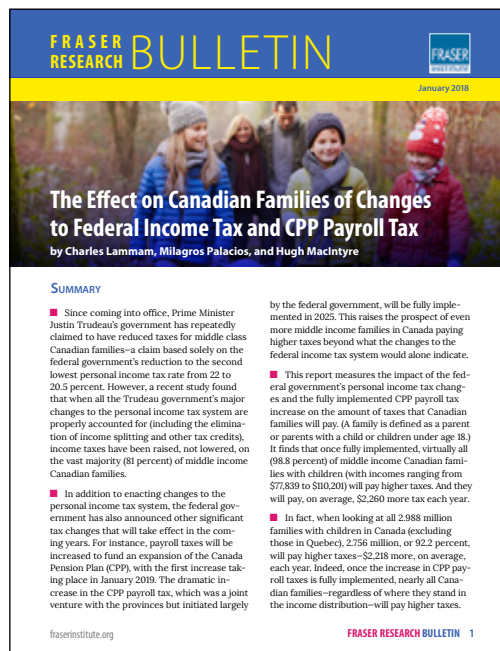 FRASER
RESEARCH BULLETIN
FRASER
INSTITUTE
January 2018
The Effect on Canadian Families of Changes
to Federal Income Tax and CPP Payroll Tax
by Charles Lammam, Milagros Palacios, and Hugh MacIntyre
SUMMARY
■ Since coming into office, Prime Minister
Justin Trudeau's government has repeatedly
claimed to have reduced taxes for middle class
Canadian families—a claim based solely on the
federal government's reduction to the second
lowest personal income tax rate from 22 to
20.5 percent. However, a recent study found
that when all the Trudeau government's major
changes to the personal income tax system are
properly accounted for (including the elimina-
tion of income splitting and other tax credits),
income taxes have been raised, not lowered, on
the vast majority (81 percent) of middle income
Canadian families.
■ In addition to enacting changes to the
personal income tax system, the federal gov-
ernment has also announced other significant
tax changes that will take effect in the com-
ing years. For instance, payroll taxes will be
increased to fund an expansion of the Canada
Pension Plan (CPP), with the first increase tak-
ing place in January 2019. The dramatic in-
crease in the CPP payroll tax, which was a joint
venture with the provinces but initiated largely
by the federal government, will be fully imple-
mented in 2025. This raises the prospect of even
more middle income families in Canada paying
higher taxes beyond what the changes to the
federal income tax system would alone indicate.
■ This report measures the impact of the fed-
eral government's personal income tax chang-
es and the fully implemented CPP payroll tax
increase on the amount of taxes that Canadian
families will pay. (A family is defined as a parent
or parents with a child or children under age 18.)
It finds that once fully implemented, virtually all
(98.8 percent) of middle income Canadian fami-
lies with children (with incomes ranging from
$77,839 to $110,201) will pay higher taxes. And they
will pay, on average, $2,260 more tax each year.
■ In fact, when looking at all 2.988 million
families with children in Canada (excluding
those in Quebec), 2.756 million, or 92.2 percent,
will pay higher taxes—$2,218 more, on average,
each year. Indeed, once the increase in CPP pay-
roll taxes is fully implemented, nearly all Cana-
dian families—regardless of where they stand in
the income distribution—will pay higher taxes.
fraserinstitute.org
FRASER RESEARCH BULLETIN 1